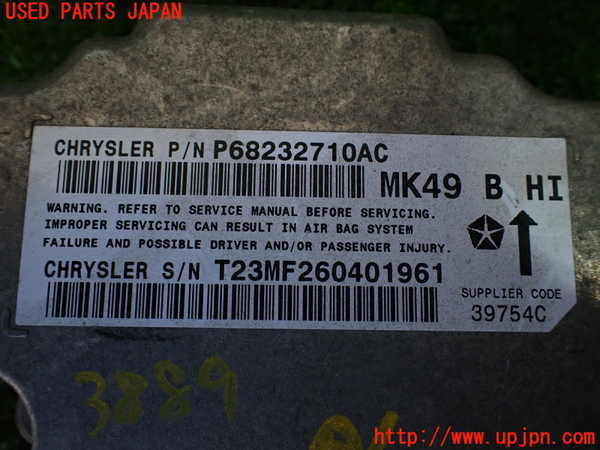 USED PARTS JAPAN
CHRYSLER P/N P68232710AC
MK49 B HI
WARNING. REFER TO SERVICE MANUAL BEFORE SERVICING.
IMPROPER SERVICING CAN RESULT IN AIR BAG SYSTEM
FAILURE AND POSSIBLE DRIVER AND/OR PASSENGER INJURY.
CHRYSLER S/N T23MF260401961
SUPPLIER CODE
39754C
3889
http://www.upjpn.com/